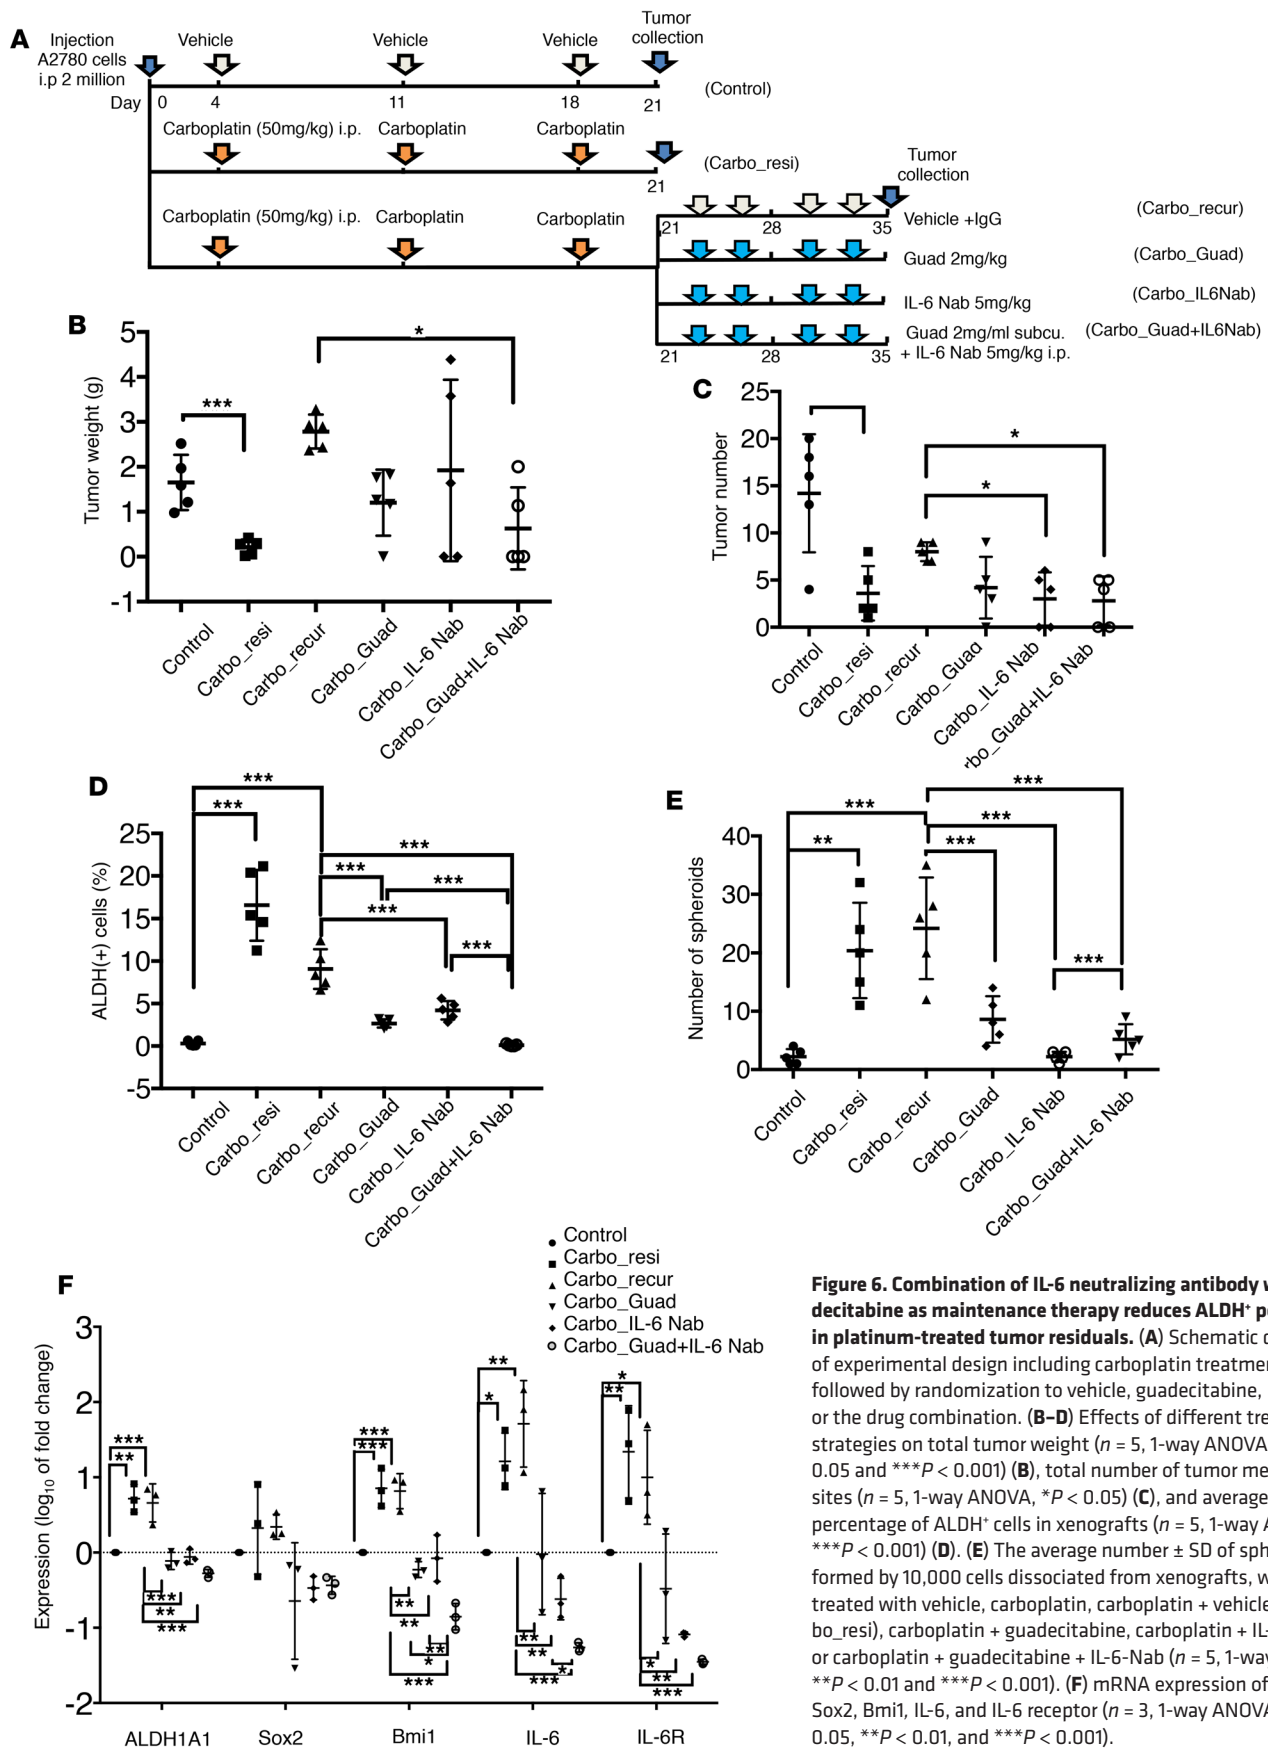 A
Injection
A2780 cells
i.p 2 million
Vehicle
Vehicle
Vehicle
Tumor
collection
(Control)
Day 0 4 11 18 21
Carboplatin (50mg/kg) i.p. Carboplatin Carboplatin
(Carbo_resi)
21
Tumor
collection
Carboplatin (50mg/kg) i.p. Carboplatin Carboplatin
21 28 35
Vehicle +IgG (Carbo_recur)
Guad 2mg/kg (Carbo_Guad)
IL-6 Nab 5mg/kg (Carbo_IL6Nab)
Guad 2mg/ml subcu. (Carbo_Guad+IL6Nab)
+ IL-6 Nab 5mg/kg i.p.
21 28 35
B
Tumor weight (g)
5
4
3
2
1
0
-1
***
*
Control
Carbo_resi
Carbo_recur
Carbo_Guad
Carbo_IL-6 Nab
Carbo_Guad+IL-6 Nab
C
Tumor number
25
20
15
10
5
0
*
*
Control
Carbo_resi
Carbo_recur
Carbo_Guad
Carbo_IL-6 Nab
rbo_Guad+IL-6 Nab
D
ALDH(+) cells (%)
25
20
15
10
5
0
-5
***
***
***
***
***
***
***
Control
Carbo_resi
Carbo_recur
Carbo_Guad
Carbo_IL-6 Nab
Carbo_Guad+IL-6 Nab
E
Number of spheroids
40
30
20
10
0
***
***
***
**
***
***
Control
Carbo_resi
Carbo_recur
Carbo_Guad
Carbo_IL-6 Nab
Carbo_Guad+IL-6 Nab
F
Control
Carbo_resi
Carbo_recur
Carbo_Guad
Carbo_IL-6 Nab
Carbo_Guad+IL-6 Nab
Expression (log10 of fold change)
3
2
1
0
-1
-2
***
**
***
**
***
***
***
**
**
**
*
***
**
*
**
**
*
***
*
**
*
**
***
ALDH1A1 Sox2 Bmi1 IL-6 IL-6R
Figure 6. Combination of IL-6 neutralizing antibody w
decitabine as maintenance therapy reduces ALDH+ p
in platinum-treated tumor residuals. (A) Schematic
of experimental design including carboplatin treatmen
followed by randomization to vehicle, guadecitabine,
or the drug combination. (B–D) Effects of different tre
strategies on total tumor weight (n = 5, 1-way ANOVA
0.05 and ***P < 0.001) (B), total number of tumor me
sites (n = 5, 1-way ANOVA, *P < 0.05) (C), and average
percentage of ALDH+ cells in xenografts (n = 5, 1-way
***P < 0.001) (D). (E) The average number ± SD of sph
formed by 10,000 cells dissociated from xenografts, w
treated with vehicle, carboplatin, carboplatin + vehicle
bo_resi), carboplatin + guadecitabine, carboplatin + IL-
or carboplatin + guadecitabine + IL-6-Nab (n = 5, 1-way
**P < 0.01 and ***P < 0.001). (F) mRNA expression of
Sox2, Bmi1, IL-6, and IL-6 receptor (n = 3, 1-way ANOVA
0.05, **P < 0.01, and ***P < 0.001).